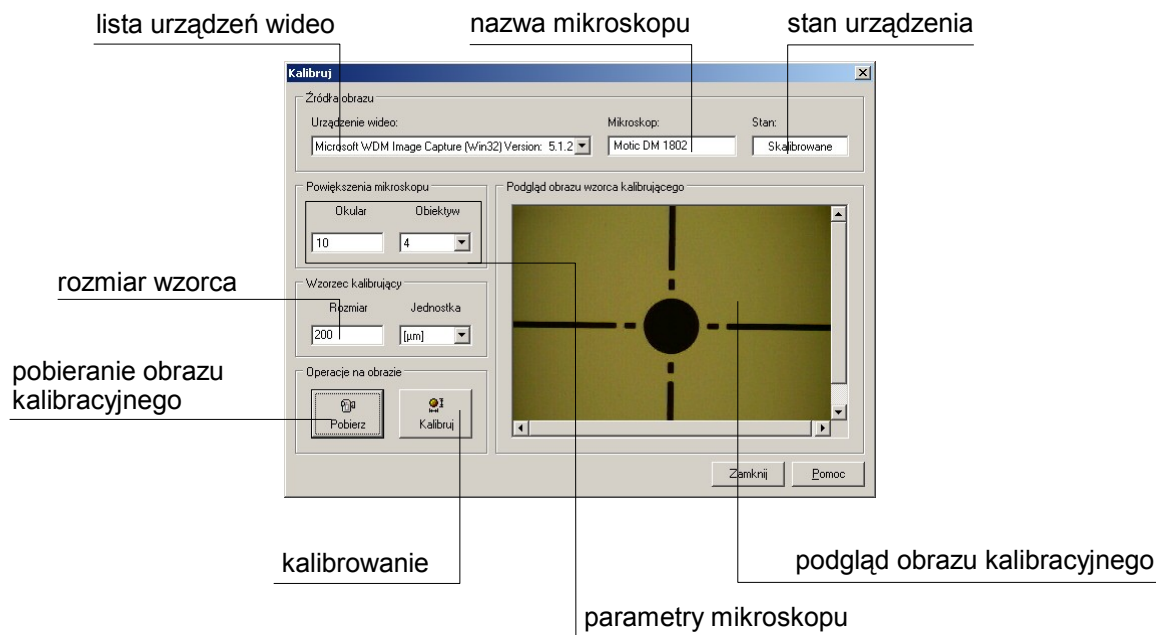 lista urządzeń wideo
nazwa mikroskopu
stan urządzenia
Kalibruj
Źródła obrazu
Urządzenie wideo:
Mikroskop:
Stan:
Microsoft WDM Image Capture (Win32) Version: 5.1.2
Motic DM 1802
Skalibrowane
Powiększenia mikroskopu
Okular
Obiektyw
10
4
Podgląd obrazu wzorca kalibrującego
rozmiar wzorca
Wzorzec kalibrujący
Rozmiar
Jednostka
200
[µm]
pobieranie obrazu
kalibracyjnego
Operacje na obrazie
Pobierz
Kalibruj
Zamknij
Pomoc
kalibrowanie
podgląd obrazu kalibracyjnego
parametry mikroskopu